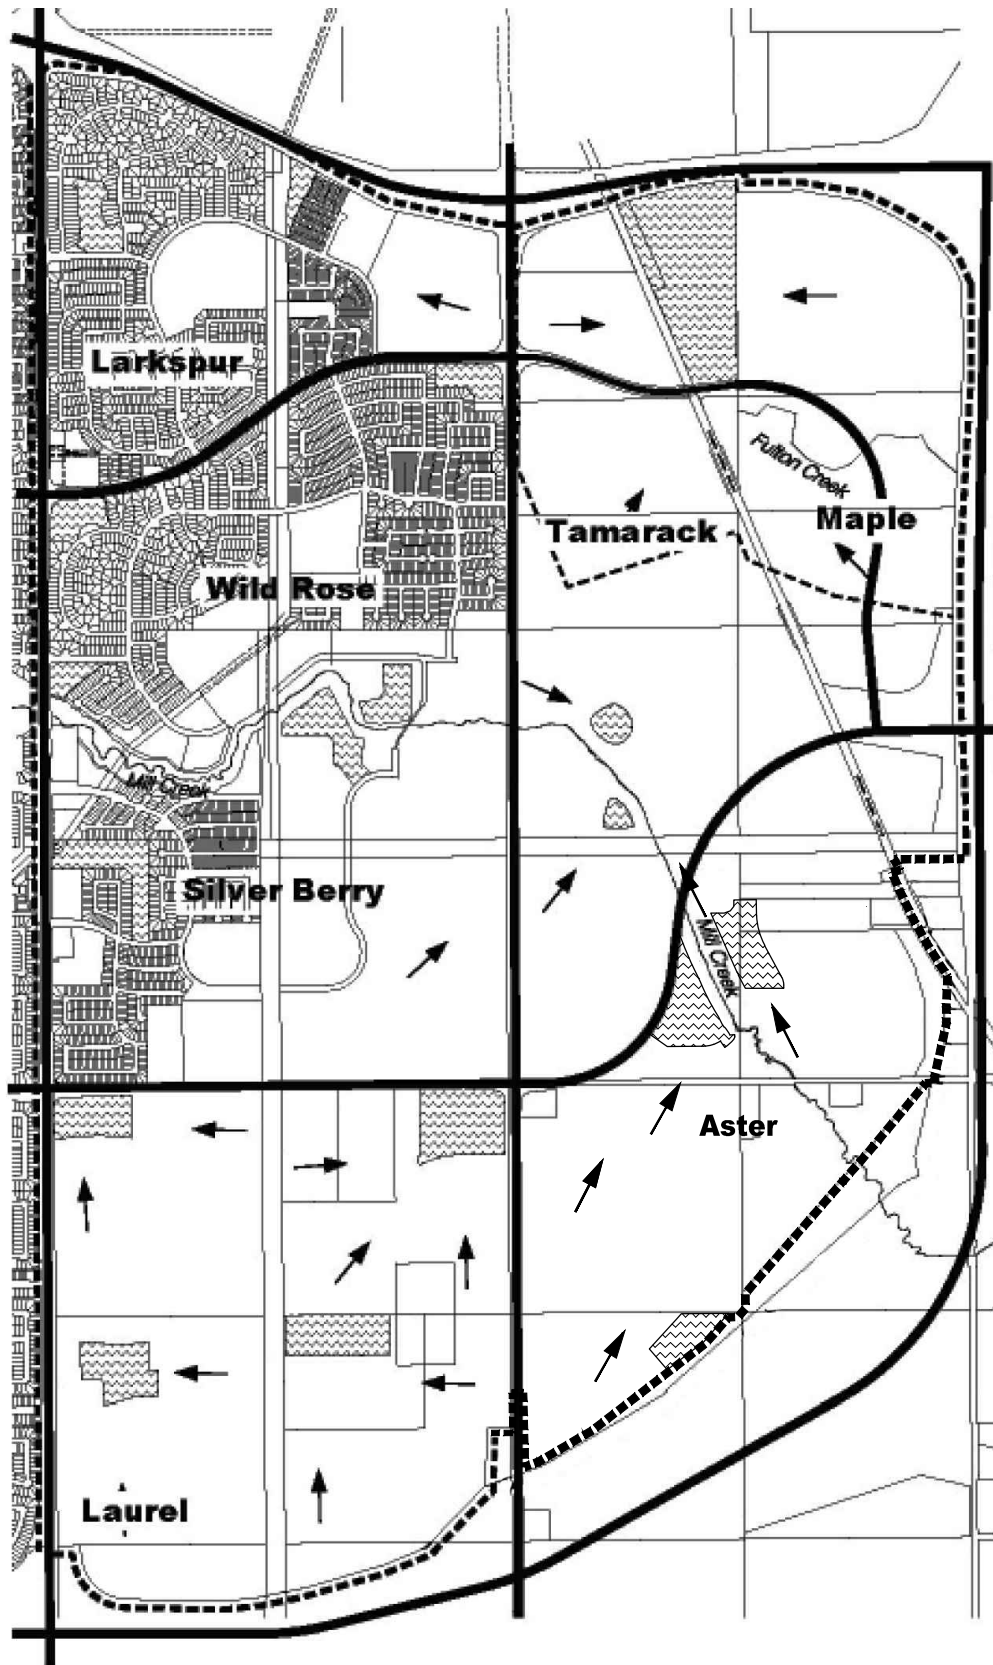 Larkspur
Fulton Creek
Tamarack
Maple
Wild Rose
Mill Creek
Silver Berry
Mill Creek
Aster
Laurel